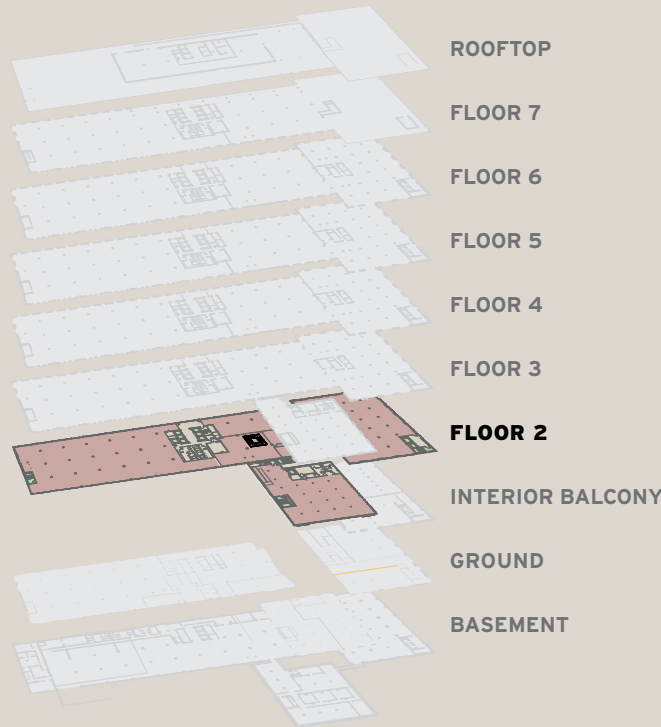 ROOFTOP
FLOOR 7
FLOOR 6
FLOOR 5
FLOOR 4
FLOOR 3
FLOOR 2
INTERIOR BALCONY
GROUND
BASEMENT